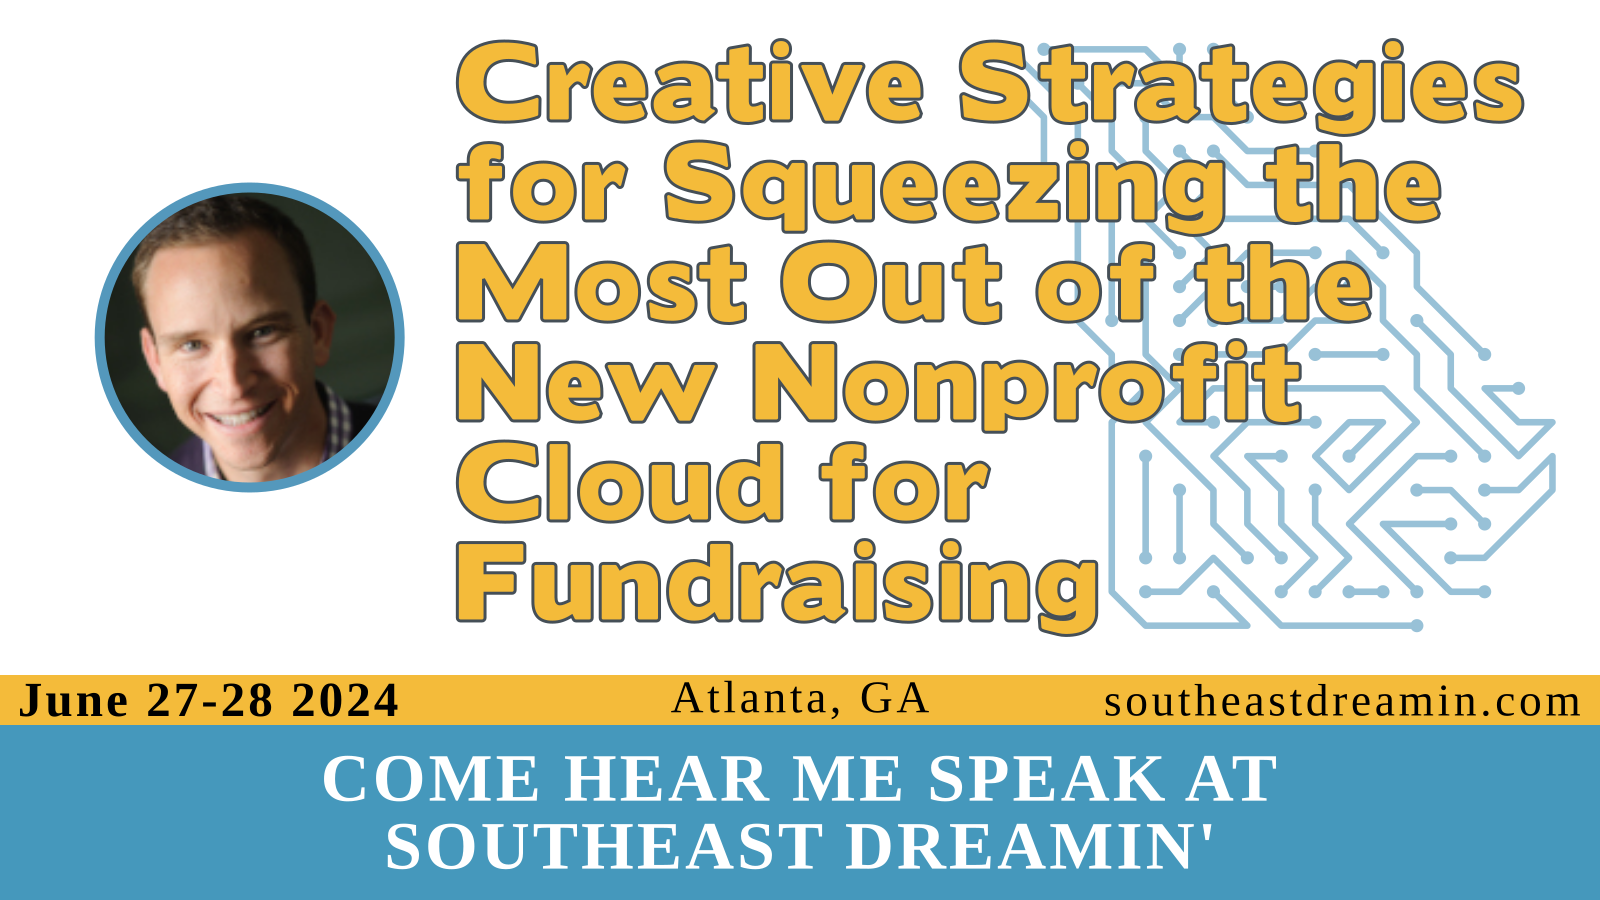 Creative Strategies
for Squeezing the
Most Out of the
New Nonprofit
Cloud for
Fundraising
June 27-28 2024
Atlanta, GA
southeastdreamin.com
COME HEAR ME SPEAK AT
SOUTHEAST DREAMIN'